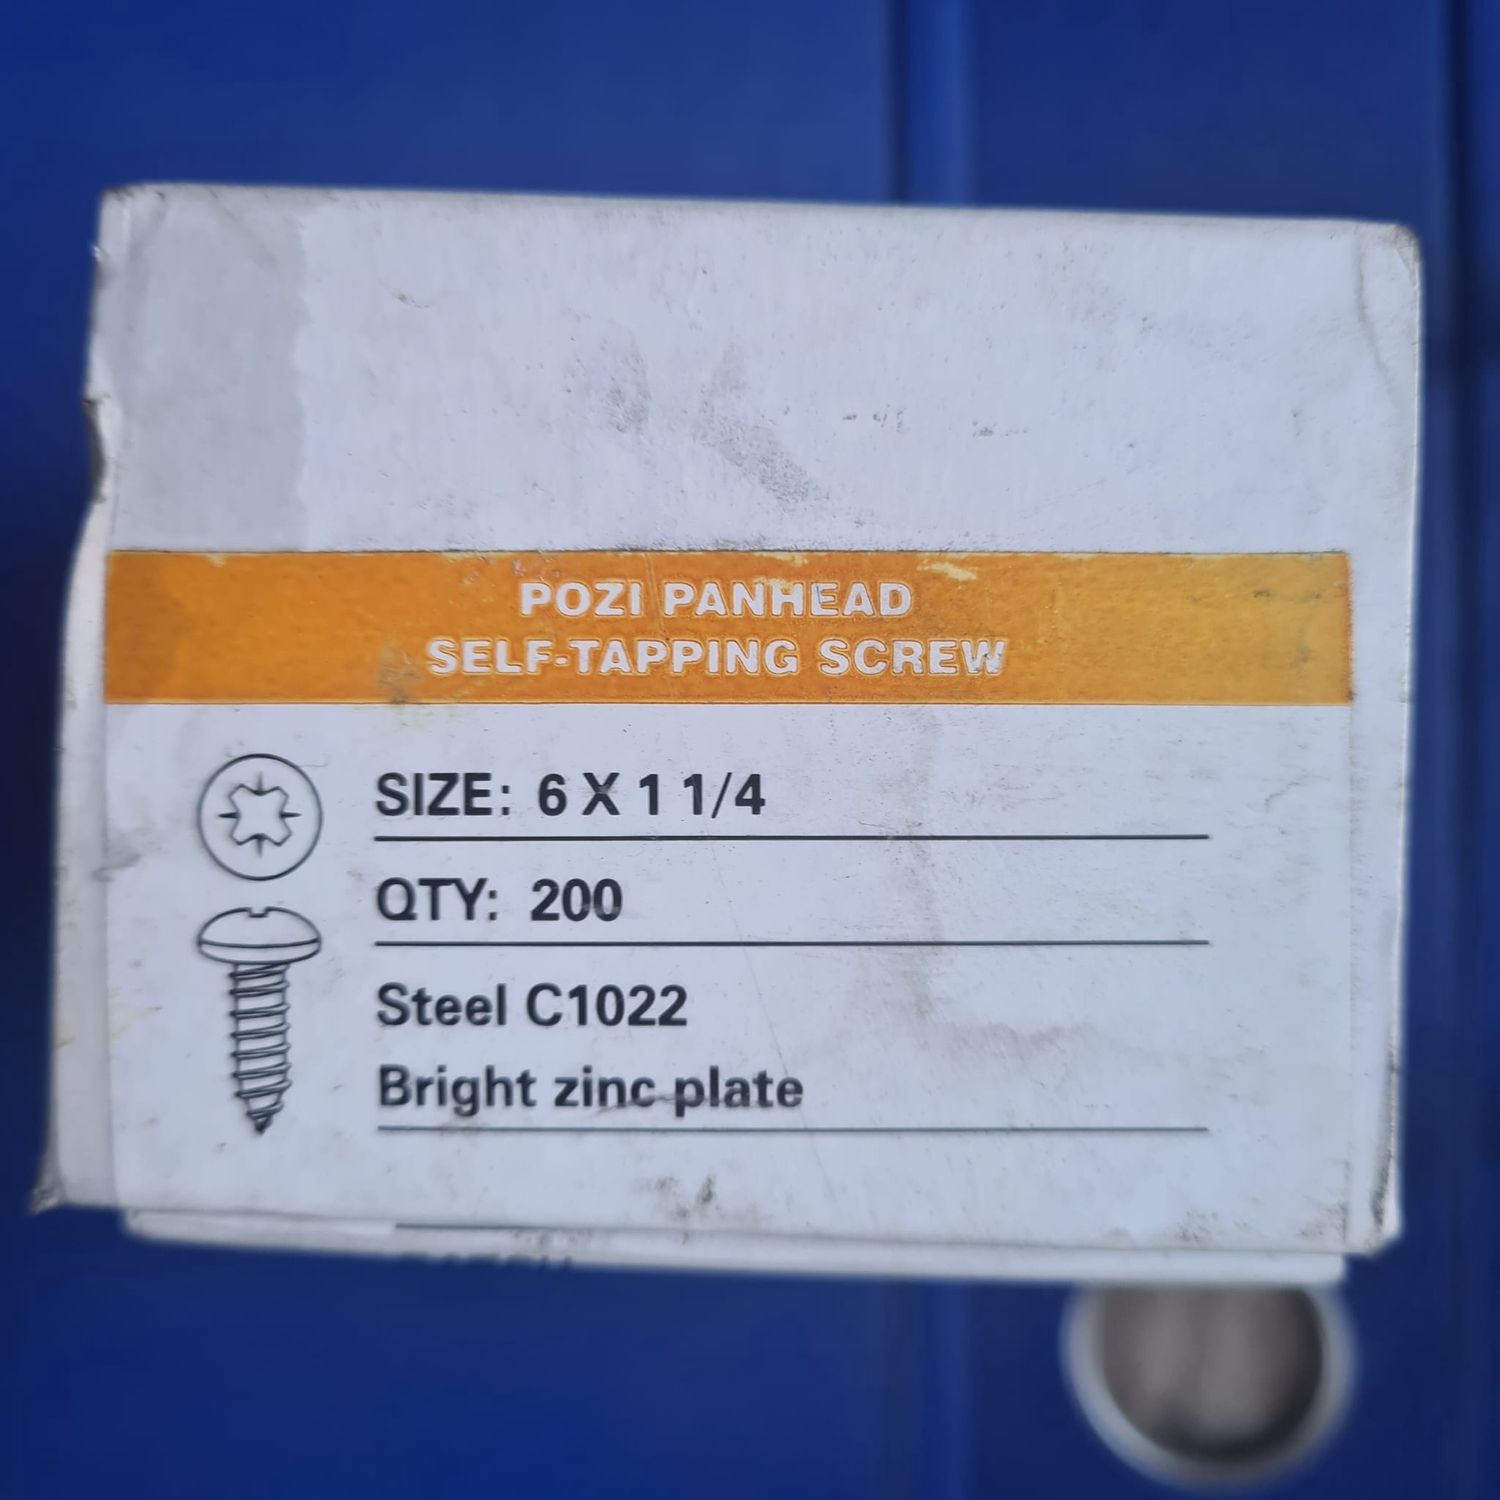 POZI PANHEAD
SELF-TAPPING SCREW
SIZE: 6 X 1 1/4
QTY: 200
Steel C1022
Bright zinc plate